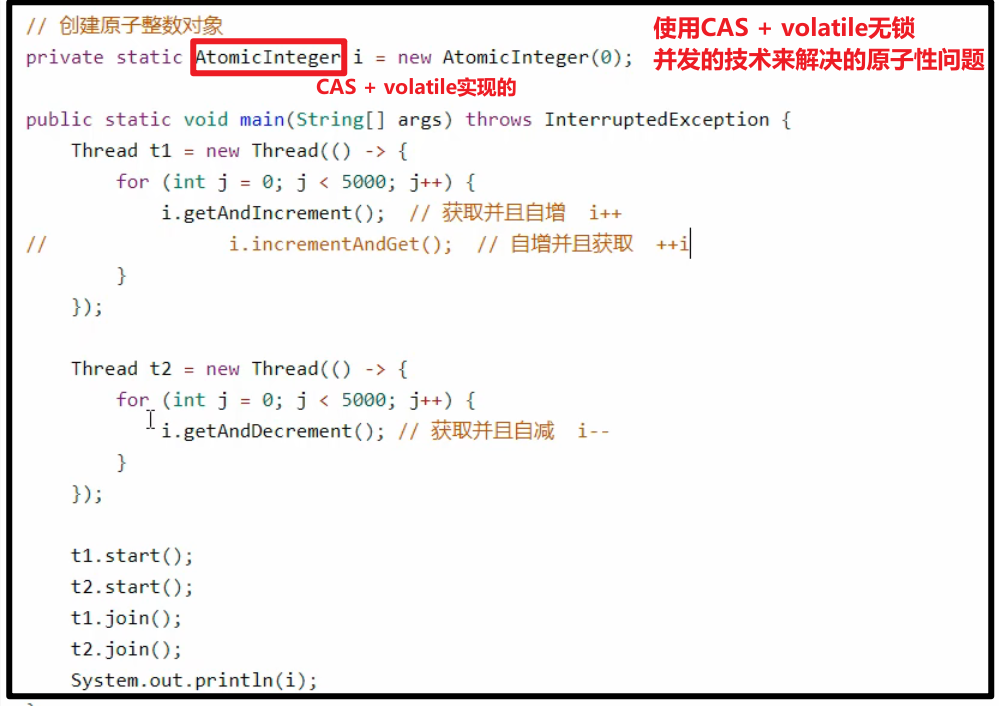 // 创建原子整数对象
使用CAS + volatile无锁
private static AtomicInteger i = new AtomicInteger(0);
并发的技术来解决的原子性问题
CAS + volatile实现的
public static void main(String[] args) throws InterruptedException {
Thread t1 = new Thread(() -> {
for (int j = 0; j < 5000; j++) {
i.getAndIncrement(); // 获取并且自增 i++
// i.incrementAndGet(); // 自增并且获取 ++i
}
});
Thread t2 = new Thread(() -> {
for (int j = 0; j < 5000; j++) {
i.getAndDecrement(); // 获取并且自减 i--
}
});
t1.start();
t2.start();
t1.join();
t2.join();
System.out.println(i);